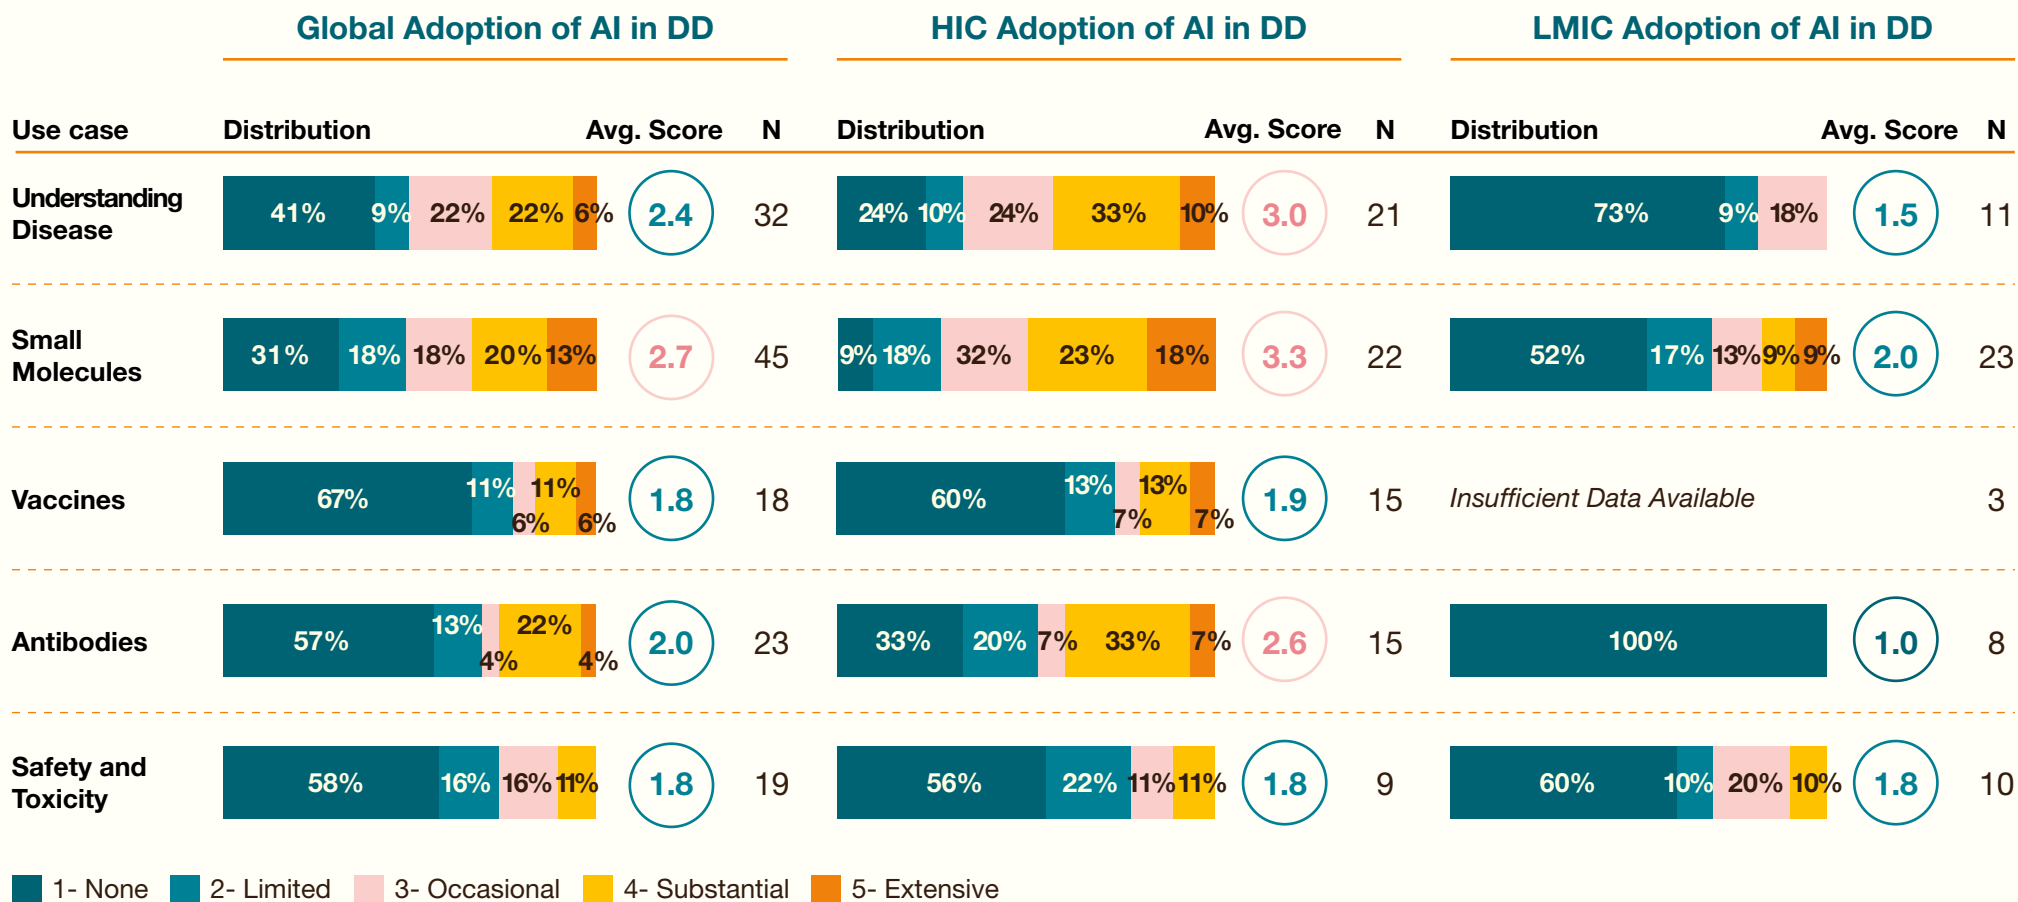 Global Adoption of AI in DD
HIC Adoption of AI in DD
LMIC Adoption of AI in DD
Use case Distribution Avg. Score N Distribution Avg. Score N Distribution Avg. Score N
Understanding
Disease
41% 9% 22% 22% 6% 2.4 32 24% 10% 24% 33% 10% 3.0 21 73% 9% 18% 1.5 11
Small
Molecules
31% 18% 18% 20% 13% 2.7 45 9% 18% 32% 23% 18% 3.3 22 52% 17% 13% 9% 9% 2.0 23
Vaccines
67% 11% 6% 11% 6% 1.8 18 60% 13% 7% 13% 7% 1.9 15 Insufficient Data Available 3
Antibodies
57% 13% 4% 22% 4% 2.0 23 33% 20% 7% 33% 7% 2.6 15 100% 1.0 8
Safety and
Toxicity
58% 16% 16% 11% 1.8 19 56% 22% 11% 11% 1.8 9 60% 10% 20% 10% 1.8 10
1- None 2- Limited 3- Occasional 4- Substantial 5- Extensive